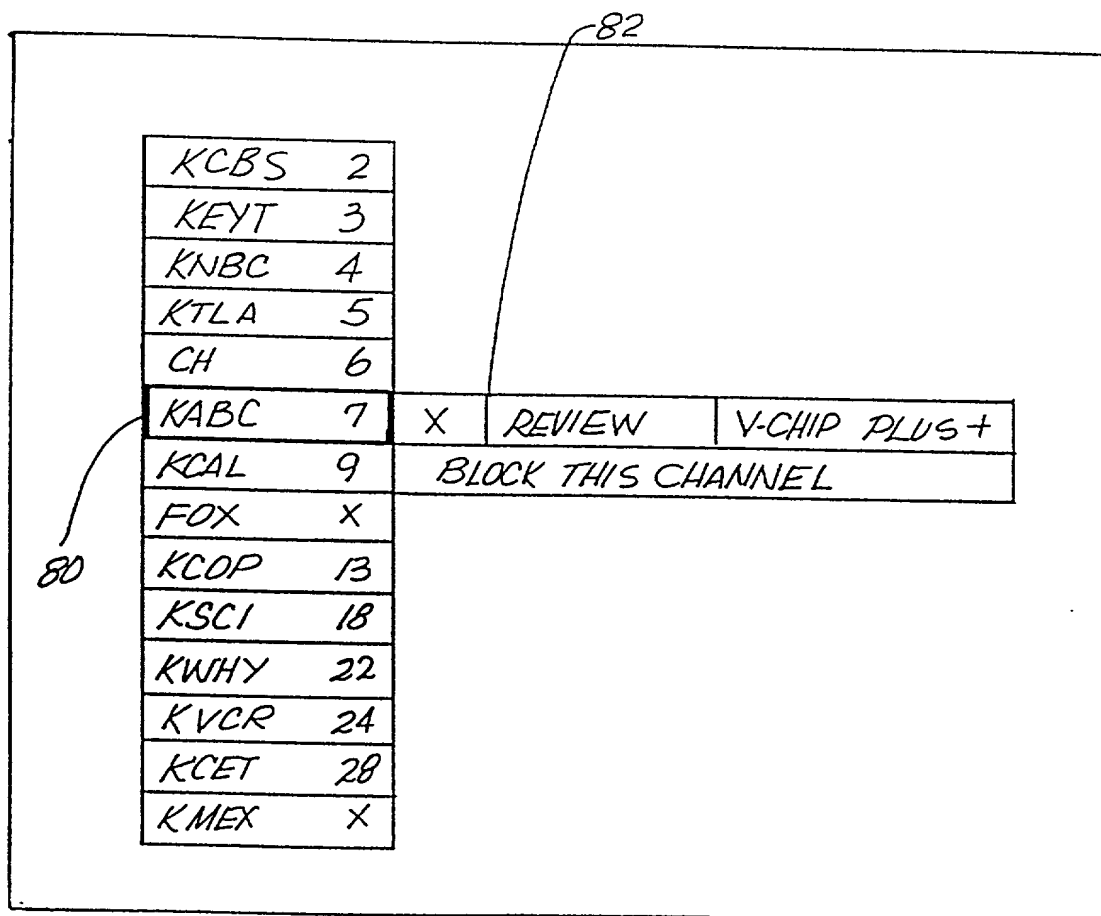 82
KCBS 2
KEYT 3
KNBC 4
KTLA 5
CH 6
KABC 7 X REVIEW V-CHIP PLUS+
KCAL 9 BLOCK THIS CHANNEL
FOX X
80
KCOP 13
KSCI 18
KWHY 22
KVCR 24
KCET 28
KMEX X